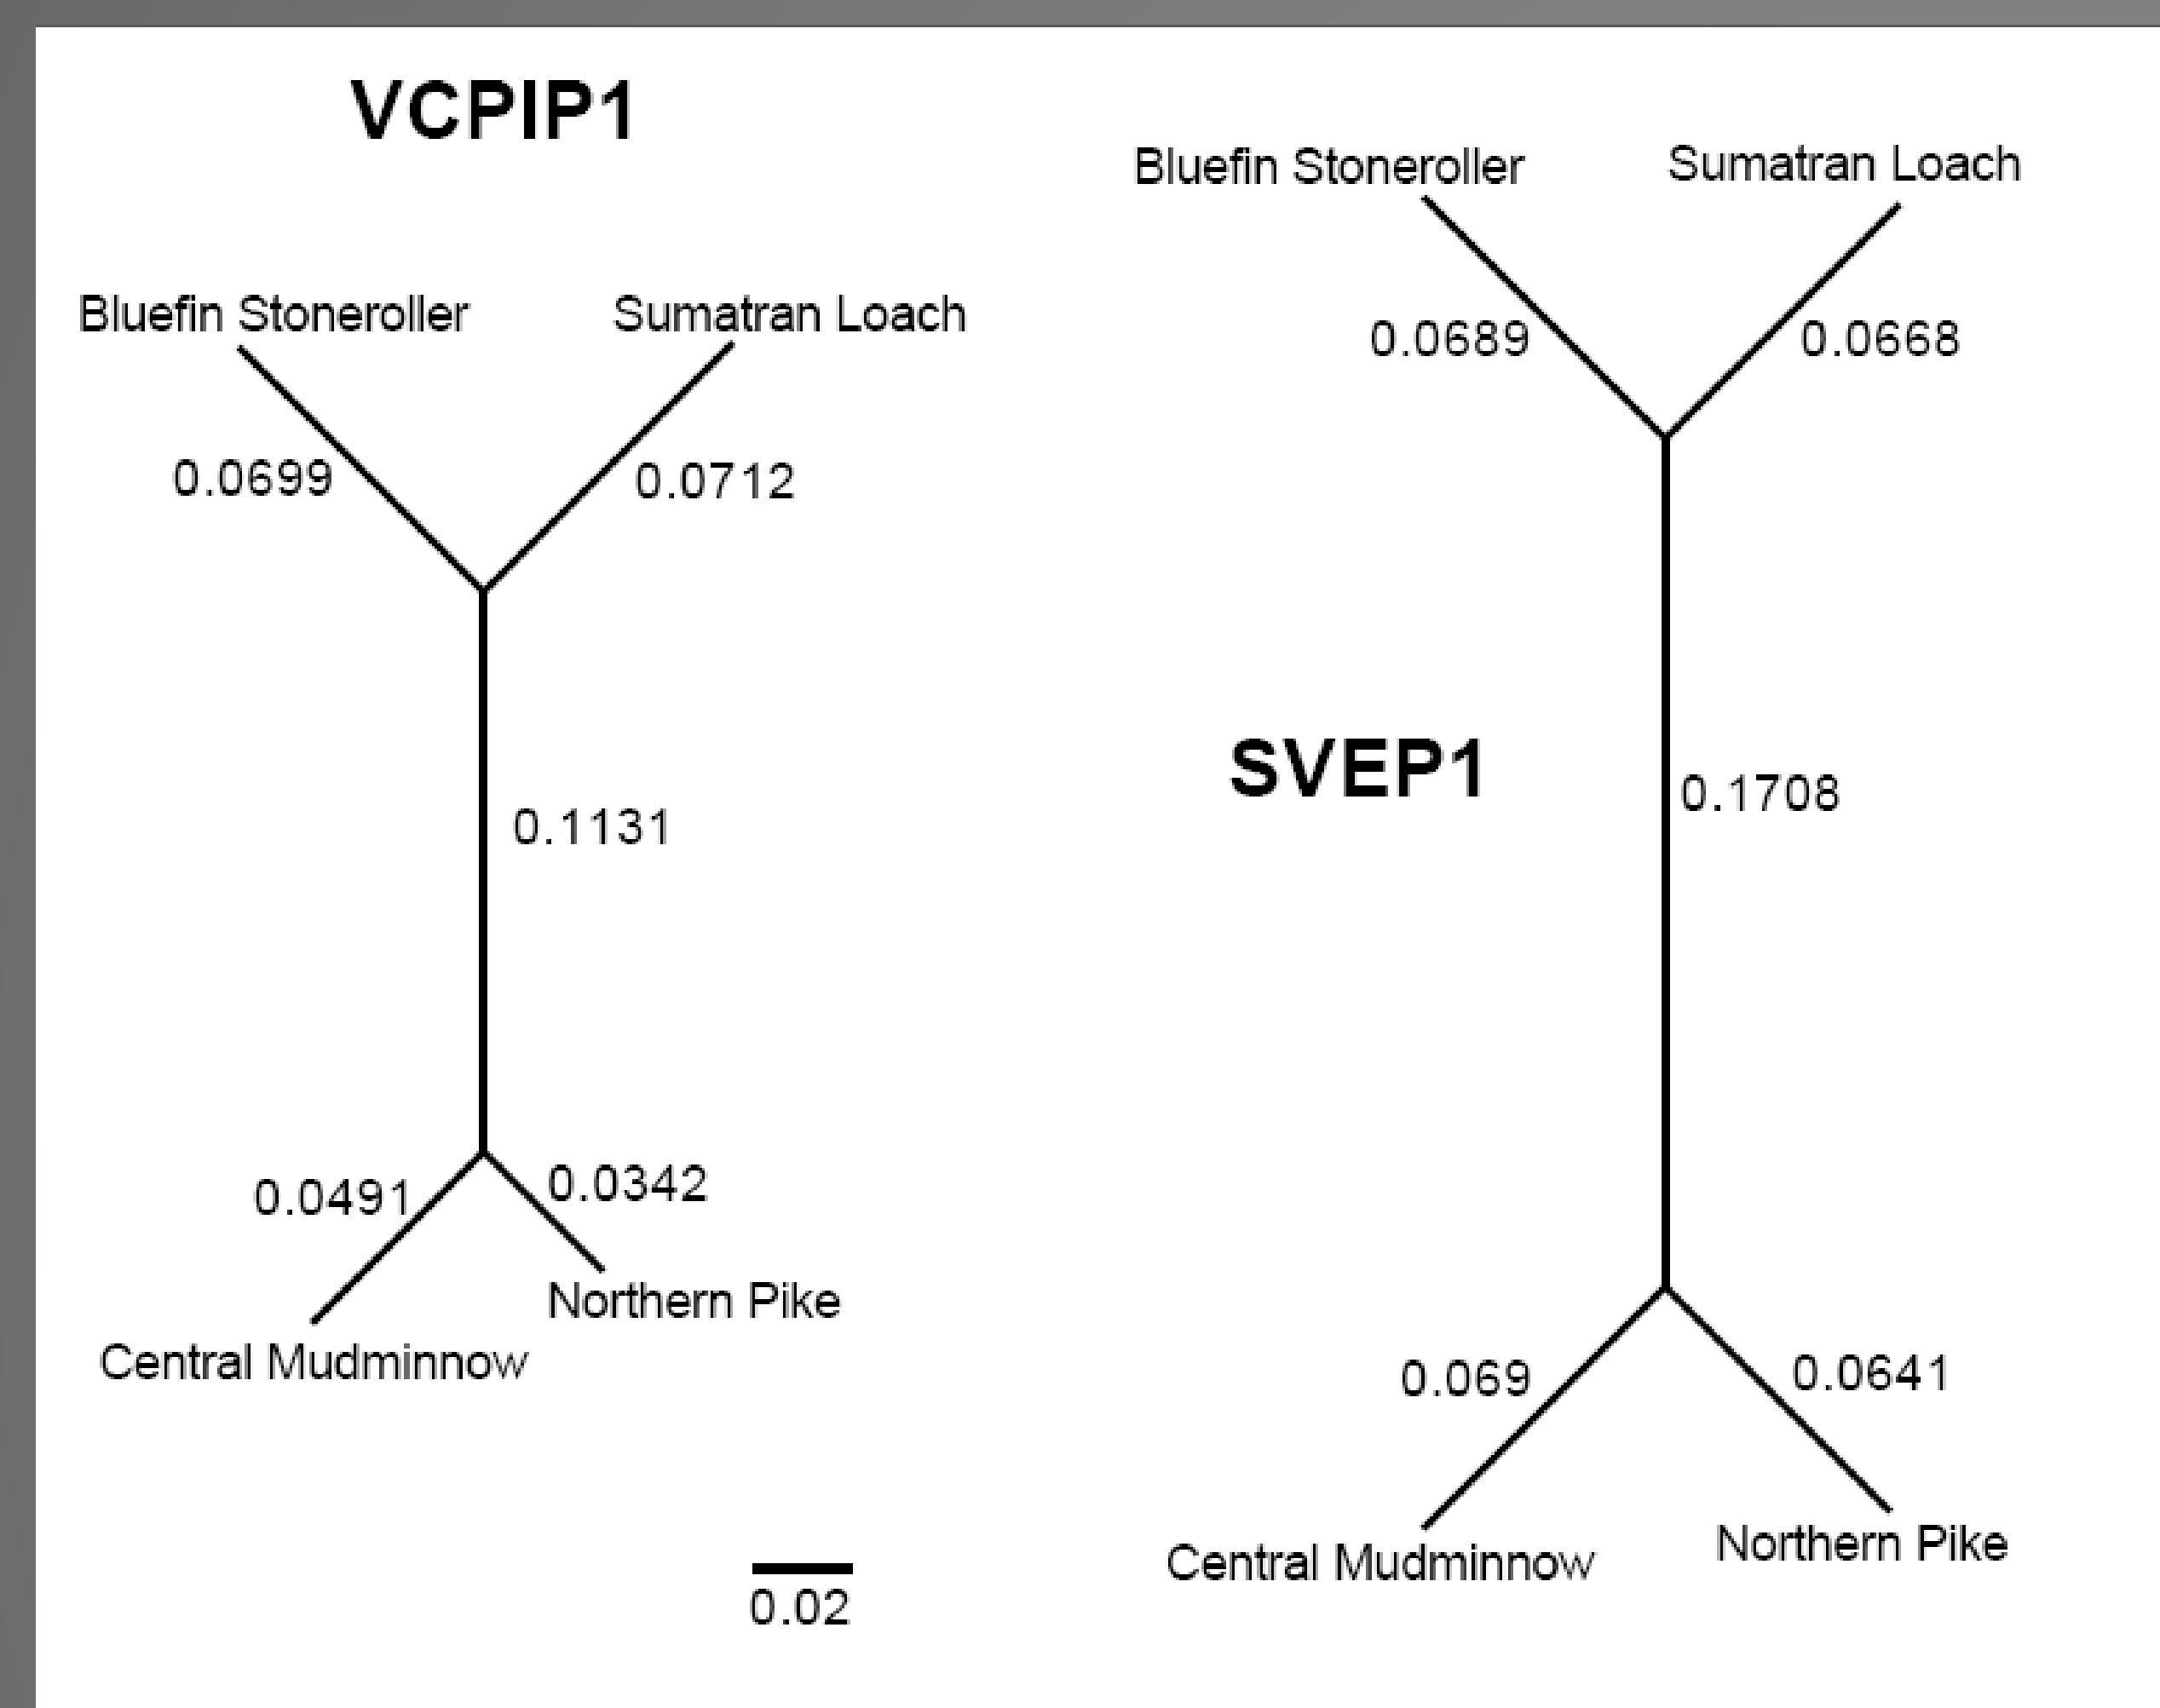 VCPIP1
Bluefin Stoneroller
Sumatran Loach
0.0699
0.0712
0.1131
0.0491
0.0342
Northern Pike
Central Mudminnow
0.02
Bluefin Stoneroller
Sumatran Loach
0.0689
0.0668
SVEP1
0.1708
0.069
0.0641
Northern Pike
Central Mudminnow